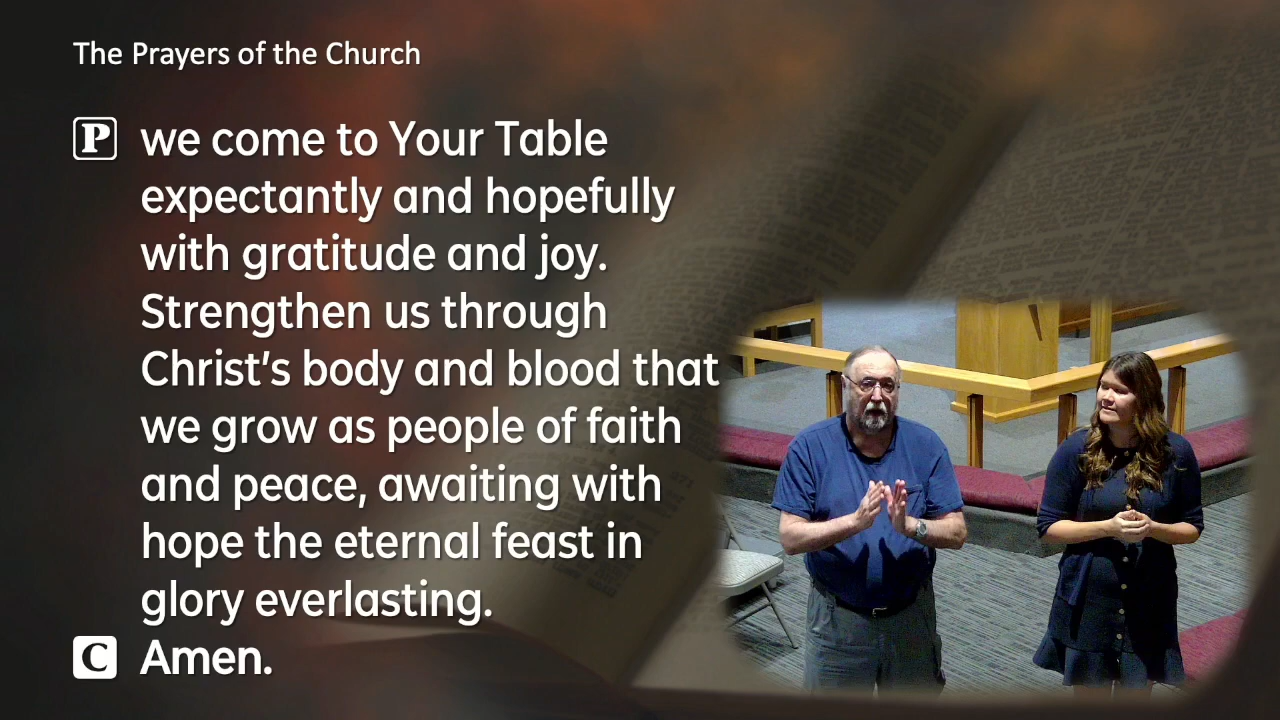 The Prayers of the Church
P we come to Your Table
expectantly and hopefully
with gratitude and joy.
Strengthen us through
Christ’s body and blood that
we grow as people of faith
and peace, awaiting with
hope the eternal feast in
glory everlasting.
C Amen.